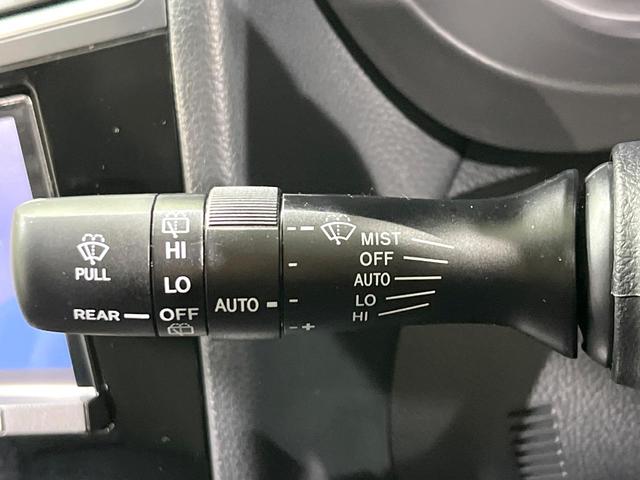 PULL
REAR
HI
LO
OFF
AUTO
- +
MIST
OFF
AUTO
LO
HI